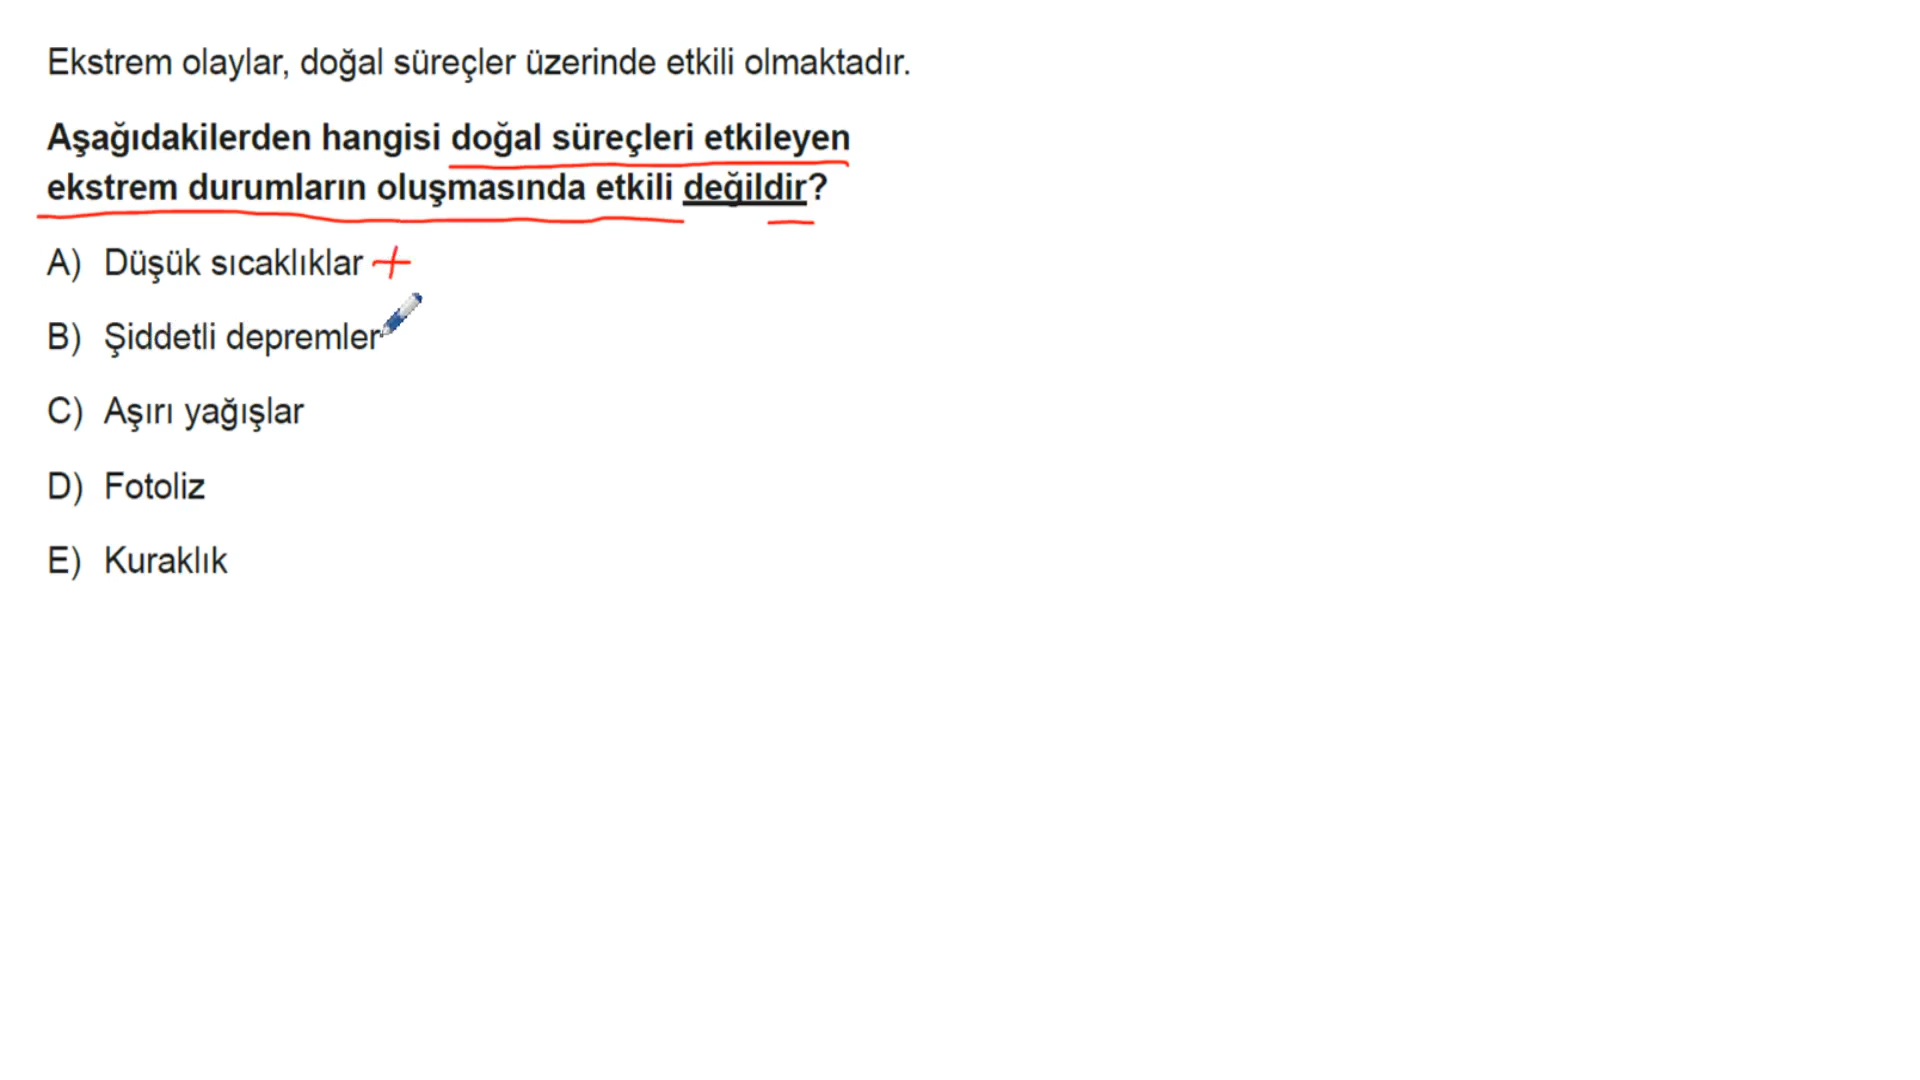 Ekstrem olaylar, doğal süreçler üzerinde etkili olmaktadır.
Aşağıdakilerden hangisi doğal süreçleri etkileyen
ekstrem durumların oluşmasında etkili değildir?
A) Düşük sıcaklıklar +
B) Şiddetli depremler
C) Aşırı yağışlar
D) Fotoliz
E) Kuraklık